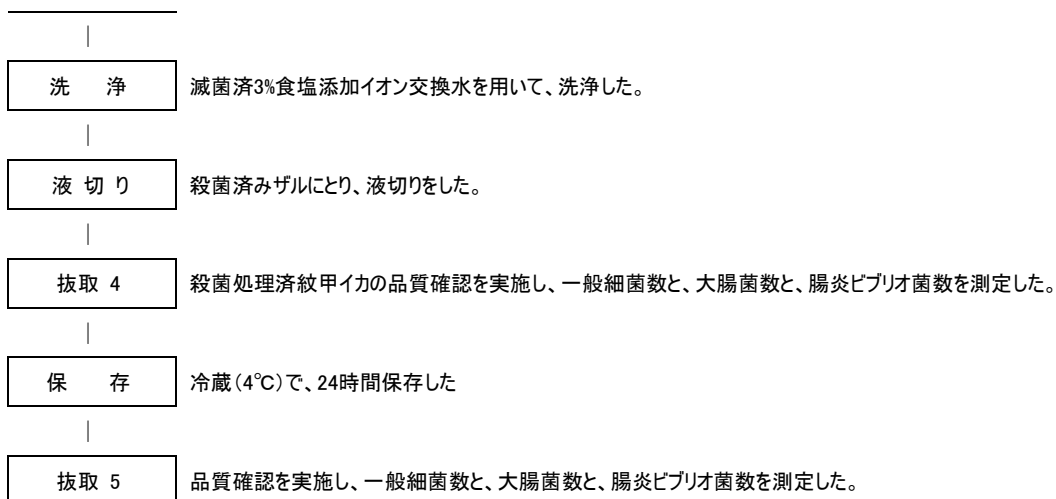 洗　浄 滅菌済3%食塩添加イオン交換水を用いて、洗浄した。
液 切 り 殺菌済みザルにとり、液切りをした。
抜取 4 殺菌処理済紋甲イカの品質確認を実施し、一般細菌数と、大腸菌数と、腸炎ビブリオ菌数を測定した。
保　存 冷蔵（4℃）で、24時間保存した
抜取 5 品質確認を実施し、一般細菌数と、大腸菌数と、腸炎ビブリオ菌数を測定した。